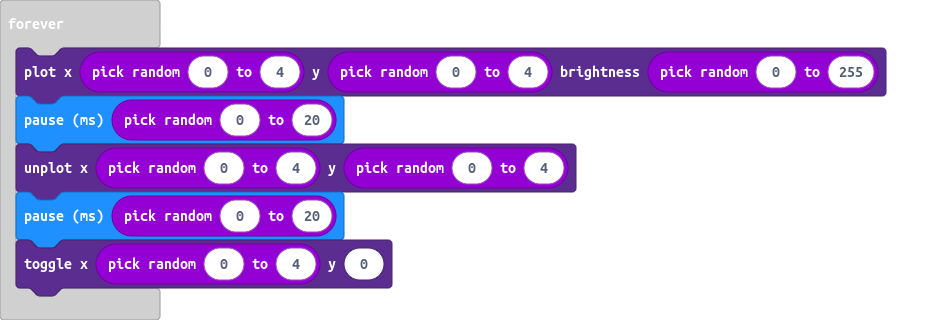 forever
plot x pick random 0 to 4 y pick random 0 to 4 brightness pick random 0 to 255
pause (ms) pick random 0 to 20
unplot x pick random 0 to 4 y pick random 0 to 4
pause (ms) pick random 0 to 20
toggle x pick random 0 to 4 y 0